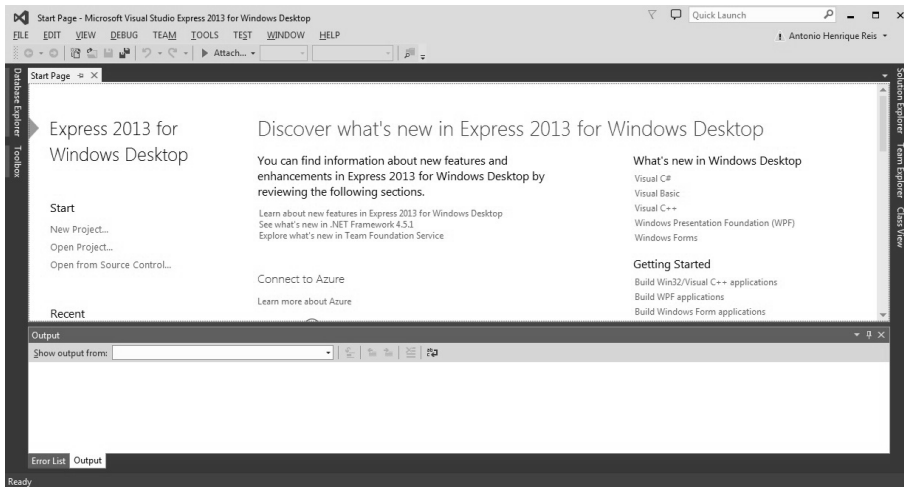 Start Page - Microsoft Visual Studio Express 2013 for Windows Desktop
Quick Launch
FILE EDIT VIEW DEBUG TEAM TOOLS TEST WINDOW HELP
Antonio Henrique Reis
Attach...
Database Explorer
Toolbox
Start Page
Express 2013 for
Windows Desktop
Start
New Project...
Open Project...
Open from Source Control...
Recent
Discover what's new in Express 2013 for Windows Desktop
You can find information about new features and
enhancements in Express 2013 for Windows Desktop by
reviewing the following sections.
Learn about new features in Express 2013 for Windows Desktop
See what's new in .NET Framework 4.5.1
Explore what's new in Team Foundation Service
Connect to Azure
Learn more about Azure
What's new in Windows Desktop
Visual C#
Visual Basic
Visual C++
Windows Presentation Foundation (WPF)
Windows Forms
Getting Started
Build Win32/Visual C++ applications
Build WPF applications
Build Windows Form applications
Solution Explorer
Team Explorer
Class View
Output
Show output from:
Error List Output
Ready